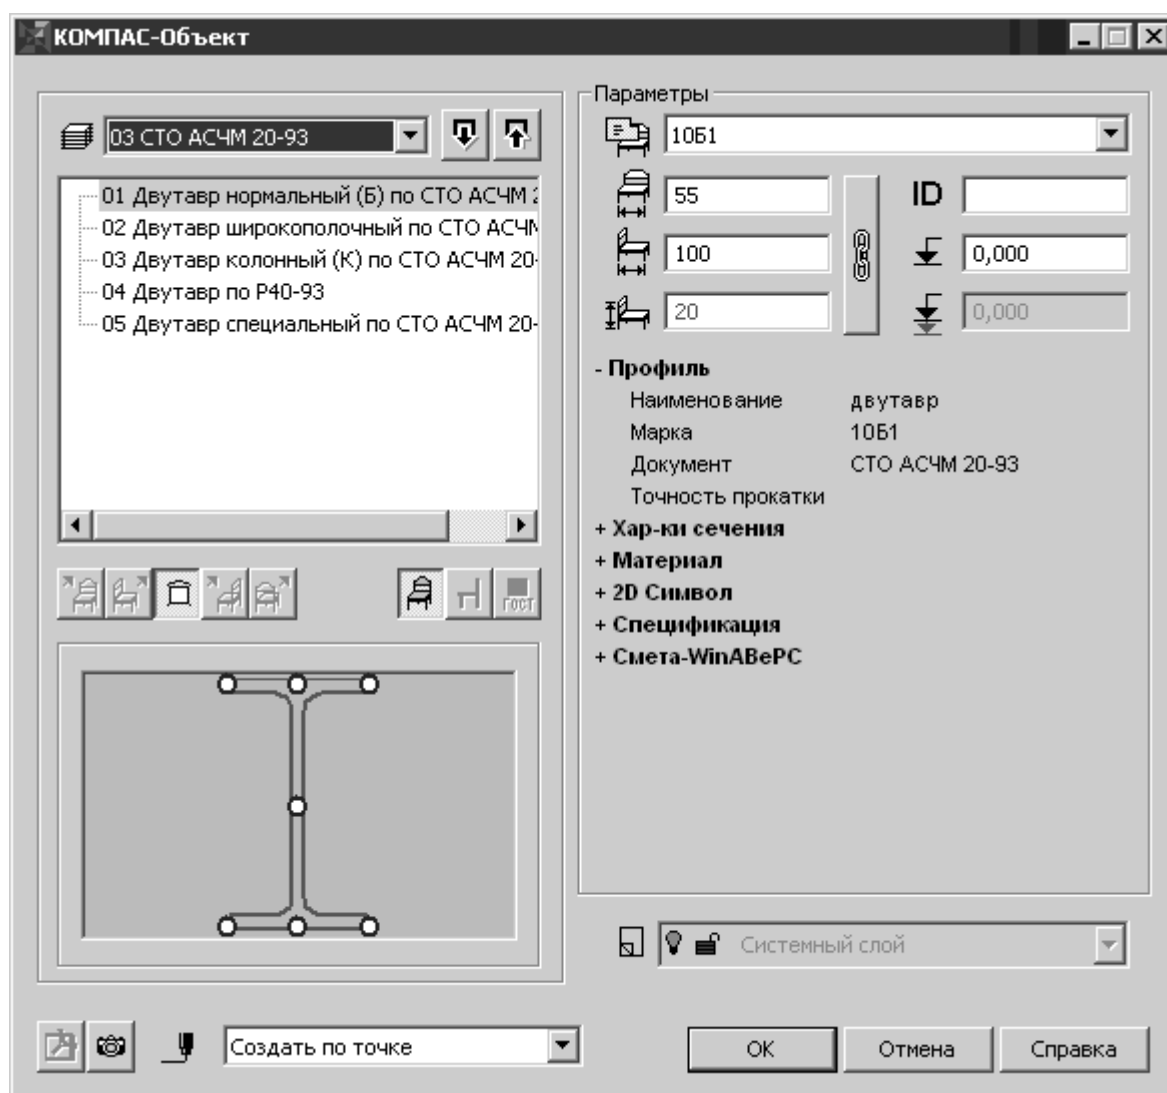 КОМПАС-Объект
03 СТО АСЧМ 20-93
01 Двутавр нормальный (Б) по СТО АСЧМ 2
02 Двутавр широкополочный по СТО АСЧМ
03 Двутавр колонный (К) по СТО АСЧМ 20-
04 Двутавр по Р40-93
05 Двутавр специальный по СТО АСЧМ 20-
ГОСТ
Создать по точке
Параметры
10Б1
55
ID
100
0,000
20
0,000
- Профиль
Наименование двутавр
Марка 10Б1
Документ СТО АСЧМ 20-93
Точность прокатки
+ Хар-ки сечения
+ Материал
+ 2D Символ
+ Спецификация
+ Смета-WinАВеРС
Системный слой
ОК
Отмена
Справка